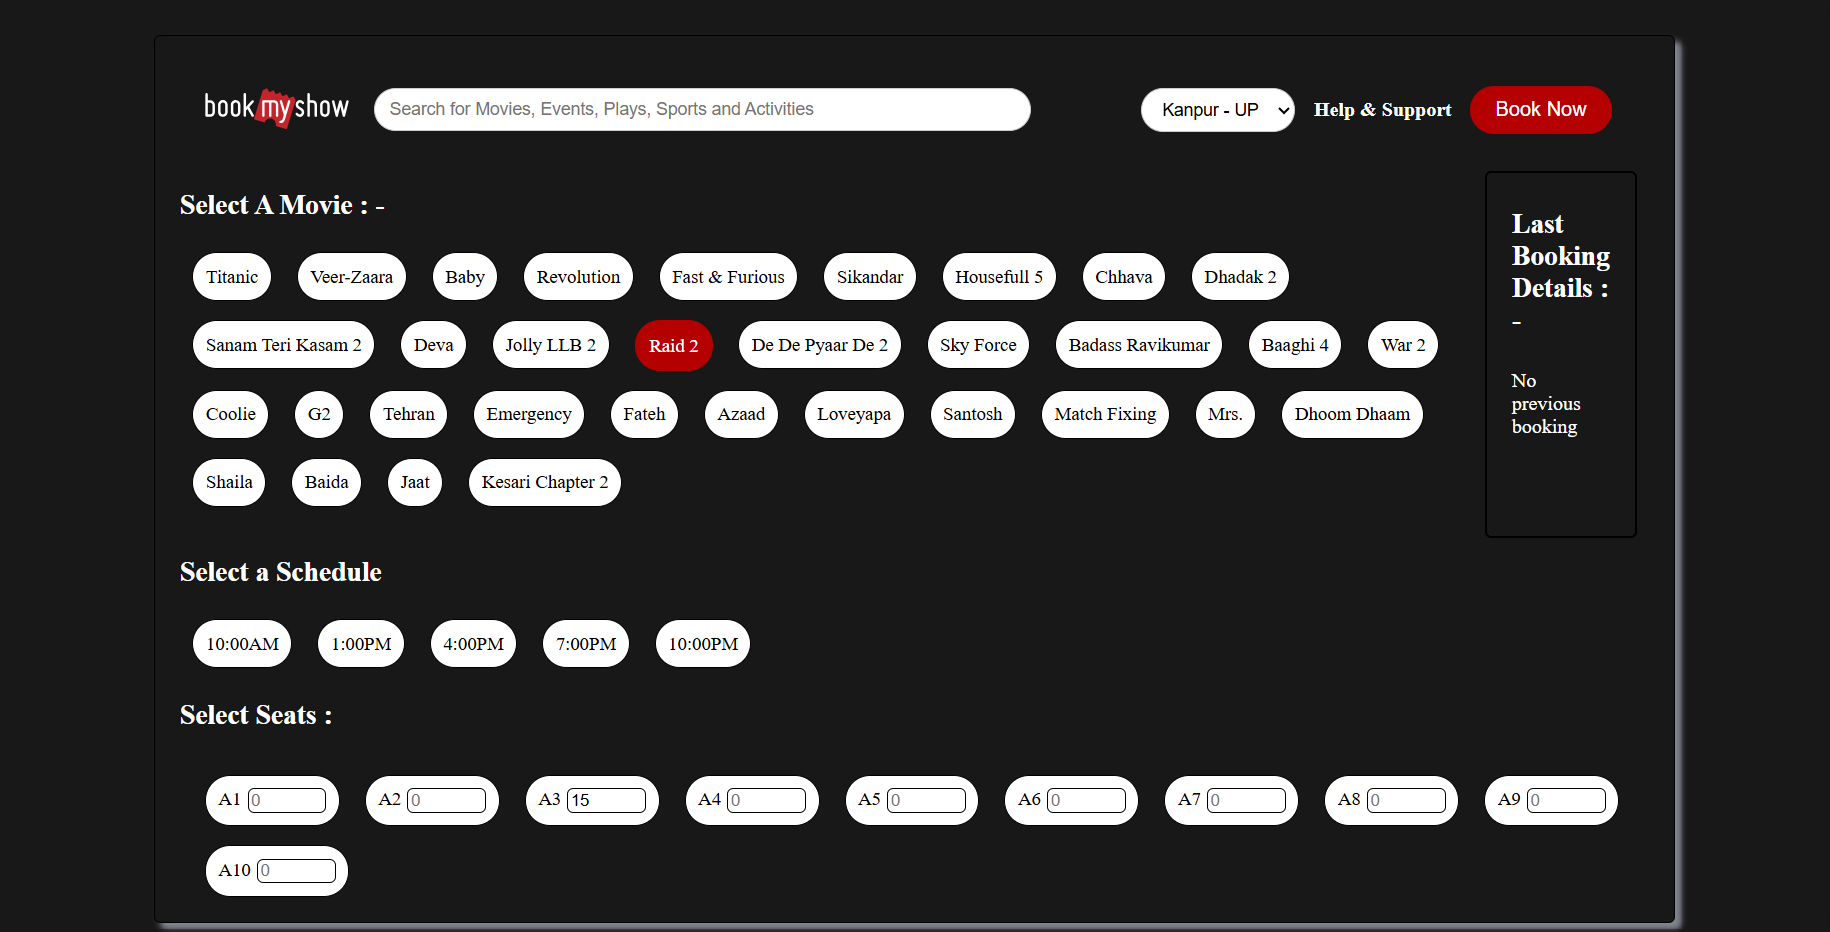 bookmyshow Search for Movies, Events, Plays, Sports and Activities Kanpur - UP Help & Support Book Now
Select A Movie : -
Titanic Veer-Zaara Baby Revolution Fast & Furious Sikandar Housefull 5 Chhava Dhadak 2
Sanam Teri Kasam 2 Deva Jolly LLB 2 Raid 2 De De Pyaar De 2 Sky Force Badass Ravikumar Baaghi 4 War 2
Coolie G2 Tehran Emergency Fateh Azaad Loveyapa Santosh Match Fixing Mrs. Dhoom Dhaam
Shaila Baida Jaat Kesari Chapter 2
Last
Booking
Details :
-
No
previous
booking
Select a Schedule
10:00AM 1:00PM 4:00PM 7:00PM 10:00PM
Select Seats :
A1 0 A2 0 A3 15 A4 0 A5 0 A6 0 A7 0 A8 0 A9 0
A10 0